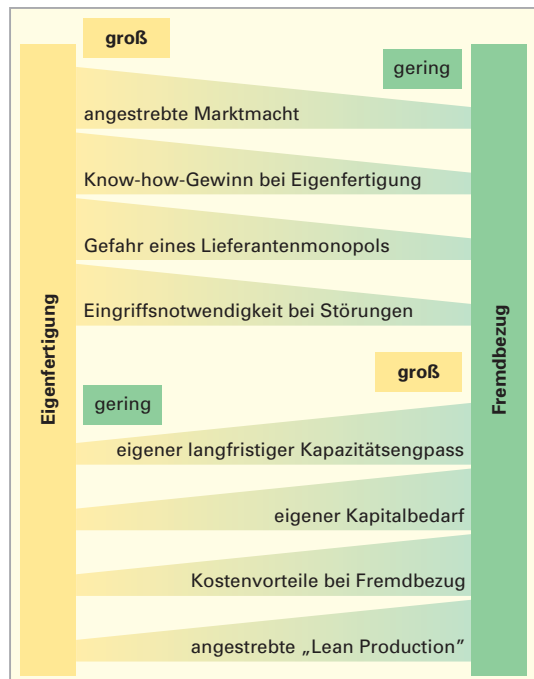 groß
gering
angestrebte Marktmacht
Know-how-Gewinn bei Eigenfertigung
Gefahr eines Lieferantenmonopols
Eingriffsnotwendigkeit bei Störungen
Eigenfertigung
Fremdbezug
groß
gering
eigener langfristiger Kapazitätsengpass
eigener Kapitalbedarf
Kostenvorteile bei Fremdbezug
angestrebte „Lean Production”